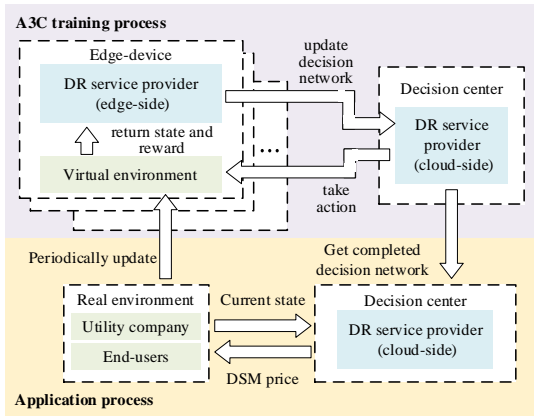 A3C training process
Edge-device
DR service provider
(edge-side)
return state and
reward
Virtual environment
...
update
decision
network
take
action
Decision center
DR service
provider
(cloud-side)
Periodically update
Get completed
decision network
Real environment
Utility company
End-users
Current state
DSM price
Decision center
DR service provider
(cloud-side)
Application process